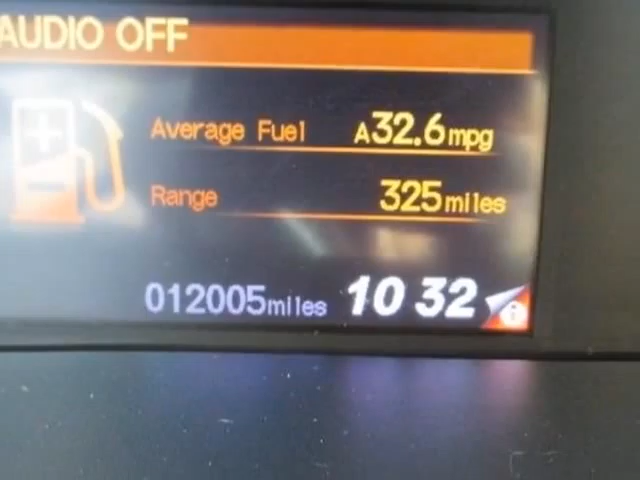 AUDIO OFF
Average Fuel A32.6mpg
Range 325miles
012005miles 10 32 i